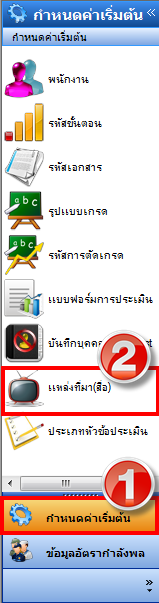 กำหนดค่าเริ่มต้น
กำหนดค่าเริ่มต้น
พนักงาน
รหัสขั้นตอน
รหัสเอกสาร
รูปแบบเกรด
รหัสการตัดเกรด
แบบฟอร์มการประเมิน
บันทึกบุคคล
2
แหล่งที่มา(สื่อ)
ประเภทหัวข้อประเมิน
1
กำหนดค่าเริ่มต้น
ข้อมูลอัตรากำลังพล